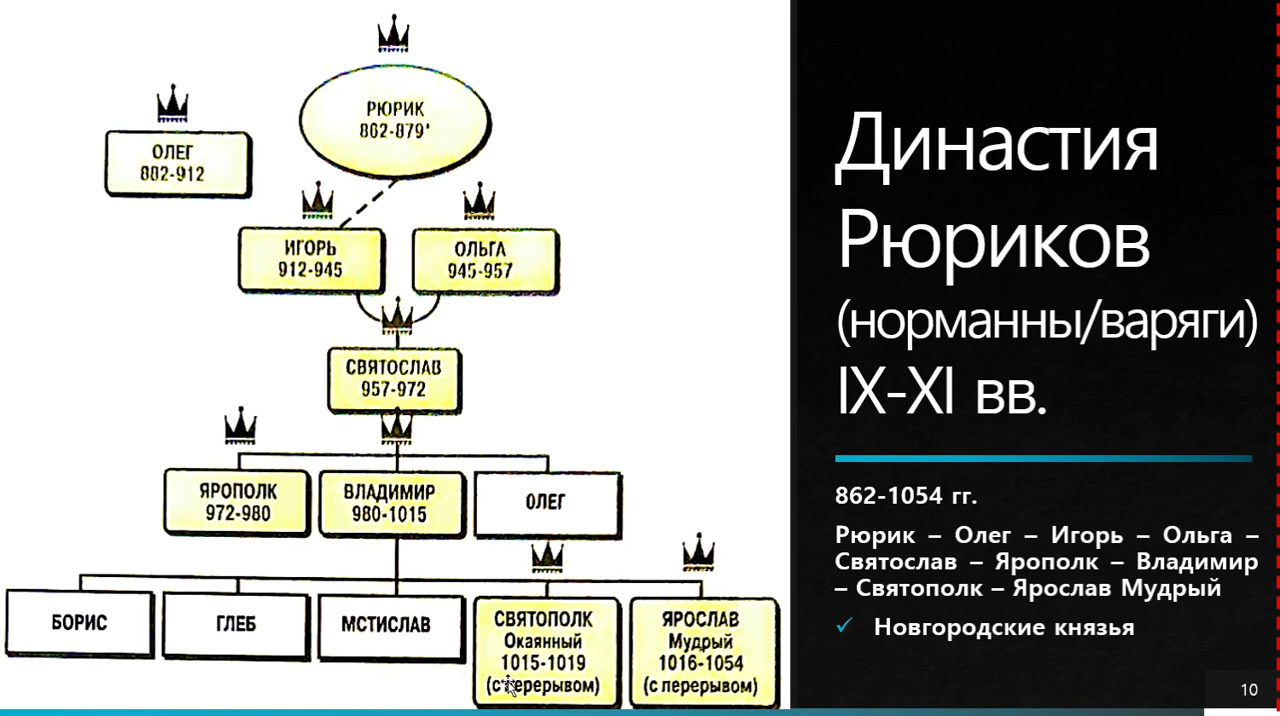 РЮРИК
862-879'
ОЛЕГ
882-912
ИГОРЬ
912-945
ОЛЬГА
945-957
СВЯТОСЛАВ
957-972
ЯРОПОЛК
972-980
ВЛАДИМИР
980-1015
ОЛЕГ
БОРИС
ГЛЕБ
МСТИСЛАВ
СВЯТОПОЛК
Окаянный
1015-1019
(с перерывом)
ЯРОСЛАВ
Мудрый
1016-1054
(с перерывом)
Династия
Рюриков
(норманны/варяги)
IX-XI вв.
862-1054 гг.
Рюрик – Олег – Игорь – Ольга –
Святослав – Ярополк – Владимир
– Святополк – Ярослав Мудрый
✓ Новгородские князья
10